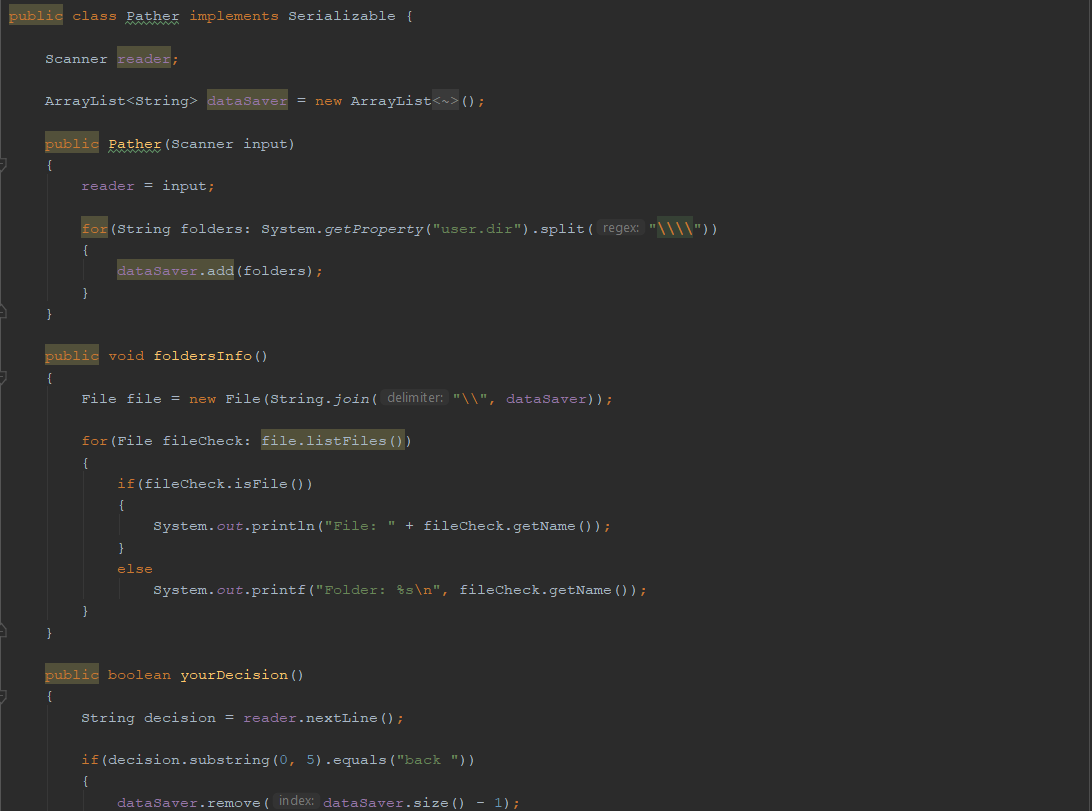 public class Pather implements Serializable {
Scanner reader;
ArrayList<String> dataSaver = new ArrayList<~>();
public Pather(Scanner input)
{
reader = input;
for(String folders: System.getProperty("user.dir").split( regex: "\\\\"))
{
dataSaver.add(folders);
}
}
public void foldersInfo()
{
File file = new File(String.join( delimiter: "\\", dataSaver));
for(File fileCheck: file.listFiles())
{
if(fileCheck.isFile())
{
System.out.println("File: " + fileCheck.getName());
}
else
System.out.printf("Folder: %s\n", fileCheck.getName());
}
}
public boolean yourDecision()
{
String decision = reader.nextLine();
if(decision.substring(0, 5).equals("back "))
{
dataSaver.remove( index: dataSaver.size() - 1);